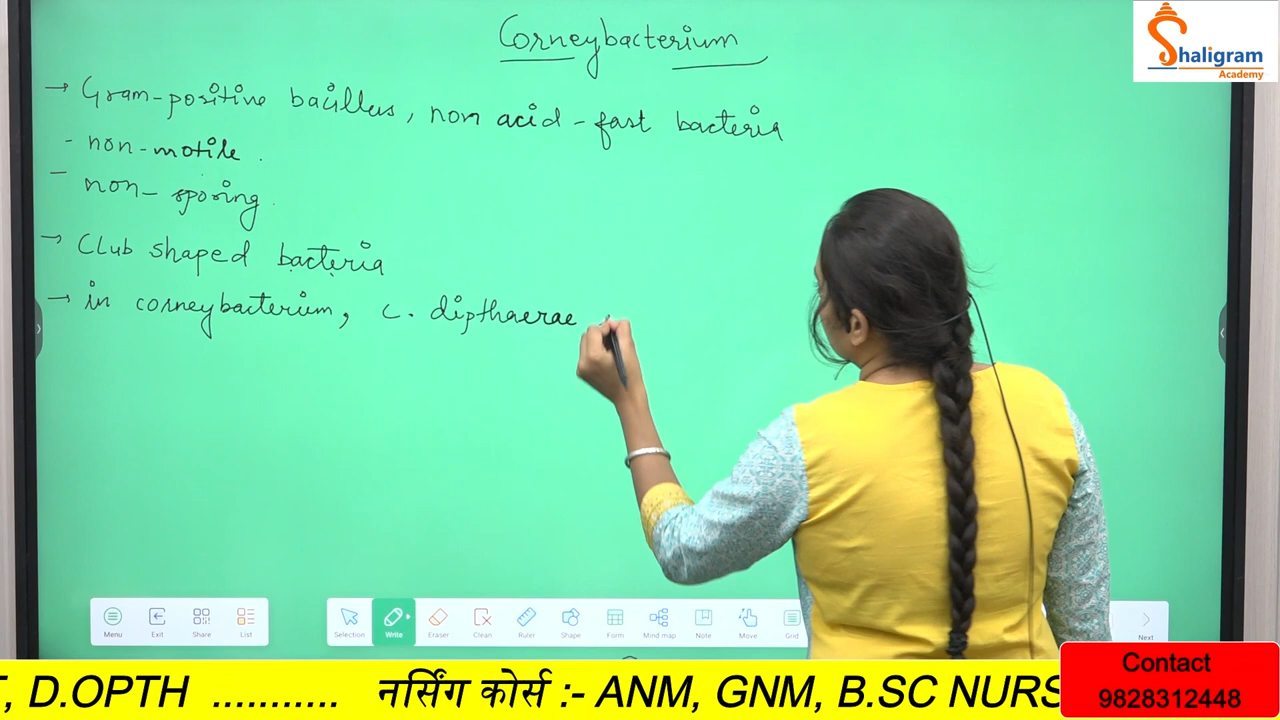 Corneybacterium
Shaligram
Academy
→ Gram-positive bacillus, non acid-fast bacteria
- non-motile.
- non-sporing.
→ Club shaped bacteria
→ in corneybacterium, c. dipthaerae
Menu Exit Share List Selection Write Eraser Clean Ruler Shape Form Mind map Note Move Grid Next
T, D.OPTH ........... नर्सिंग कोर्स :- ANM, GNM, B.SC NURS
Contact
9828312448